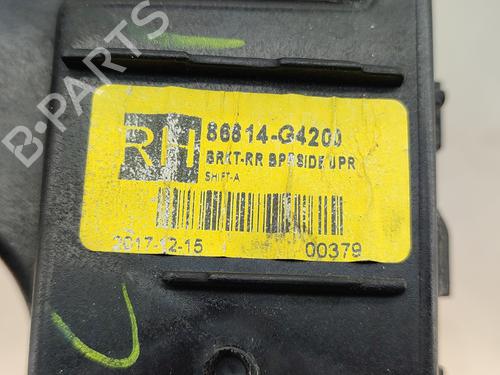 B-PARTS
RH
86614-G4200
BRKT-RR BPRSIDE UPR
SHIFT-A
2017-12-15 00379